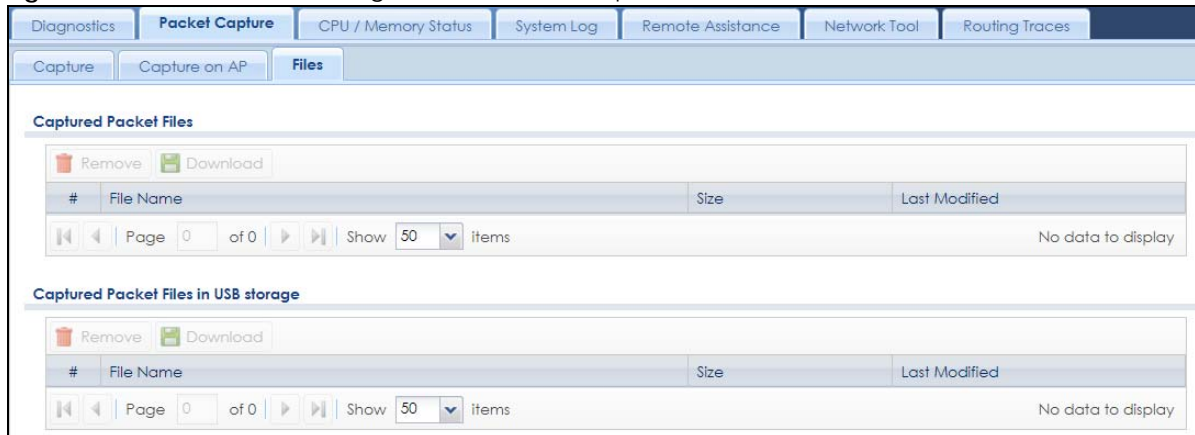 Diagnostics Packet Capture CPU / Memory Status System Log Remote Assistance Network Tool Routing Traces
Capture Capture on AP Files
Captured Packet Files
Remove Download
# File Name Size Last Modified
Page 0 of 0 Show 50 items No data to display
Captured Packet Files in USB storage
Remove Download
# File Name Size Last Modified
Page 0 of 0 Show 50 items No data to display